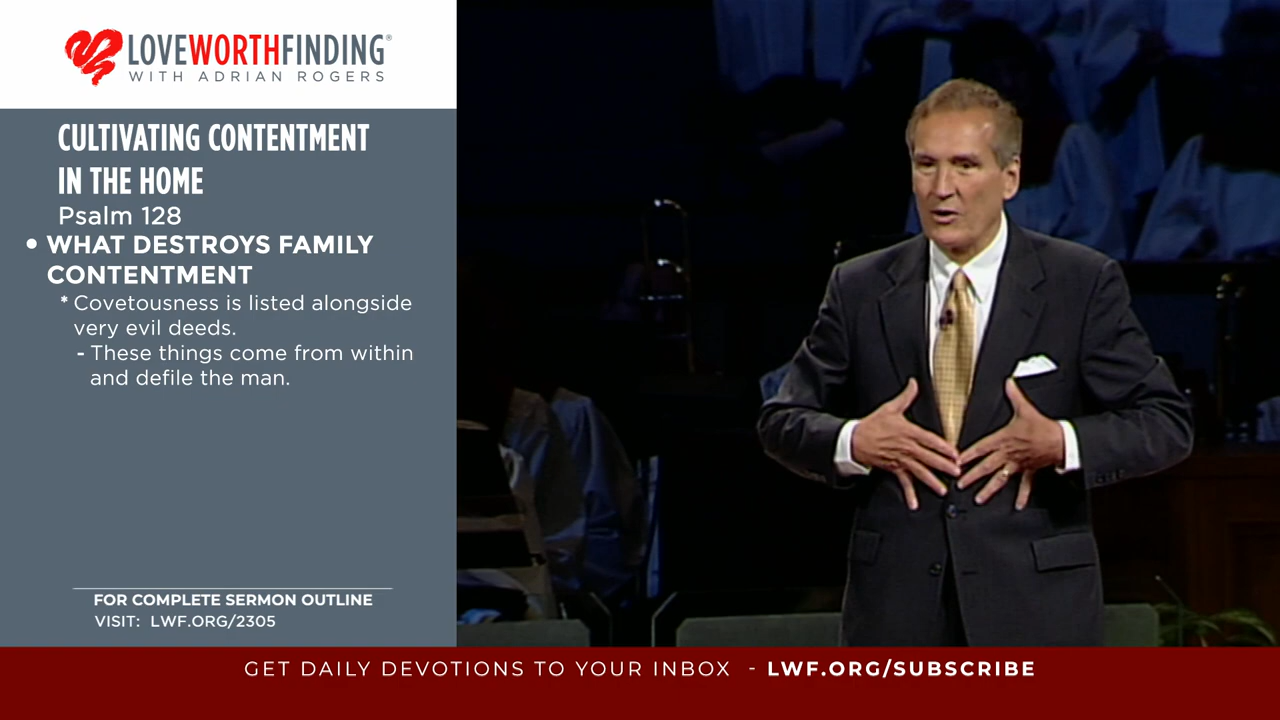 LOVEWORTHFINDING®
WITH ADRIAN ROGERS
CULTIVATING CONTENTMENT
IN THE HOME
Psalm 128
• WHAT DESTROYS FAMILY
CONTENTMENT
* Covetousness is listed alongside
very evil deeds.
- These things come from within
and defile the man.
FOR COMPLETE SERMON OUTLINE
VISIT: LWF.ORG/2305
GET DAILY DEVOTIONS TO YOUR INBOX - LWF.ORG/SUBSCRIBE